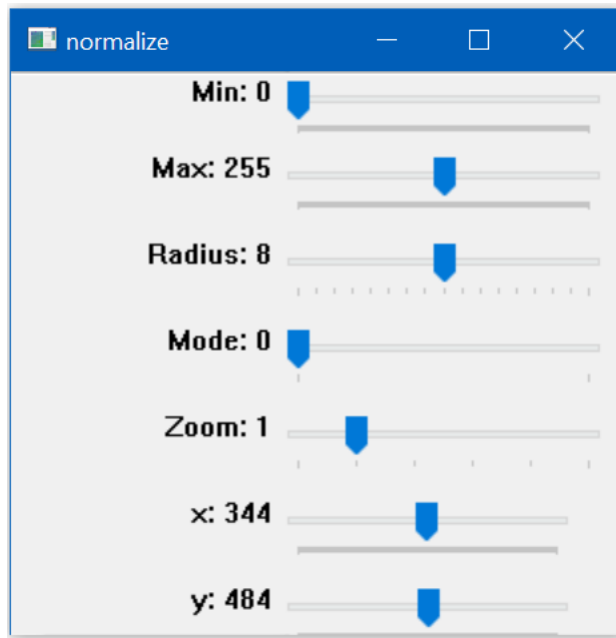 normalize
Min: 0
Max: 255
Radius: 8
Mode: 0
Zoom: 1
x: 344
y: 484